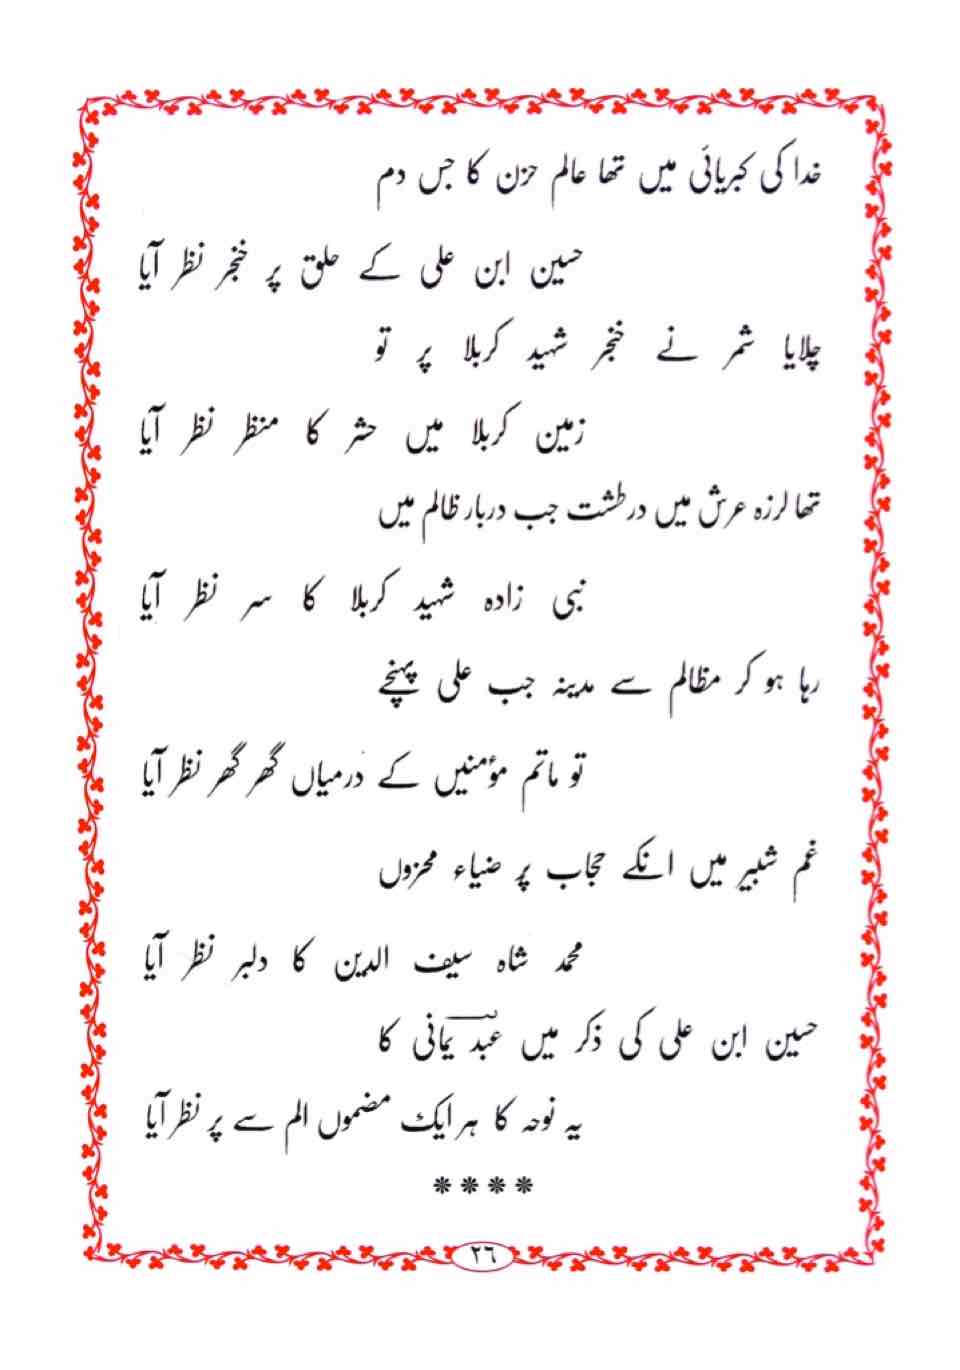 خدا کی کبریائی میں تھا عالم حزن کا جس دم
حسین ابن علی کے حلق پر خنجر نظر آیا
چلایا شمر نے خنجر شہید کربلا پر تو
زمین کربلا میں حشر کا منظر نظر آیا
تھا لرزہ عرش میں در طشت جب دربار ظالم میں
نبی زادہ شہید کربلا کا سر نظر آیا
رہا ہو کر مظالم سے مدینہ جب علی پہنچے
تو ماتم مؤمنیں کے درمیاں گھر گھر نظر آیا
غم شبیر میں انکے حجاب پر ضیاء محزوں
محمد شاہ سیف الدین کا دلبر نظر آیا
حسین ابن علی کی ذکر میں عبد یمانی کا
یہ نوحہ کا ہر ایک مضموں الم سے پر نظر آیا
****
٢٦